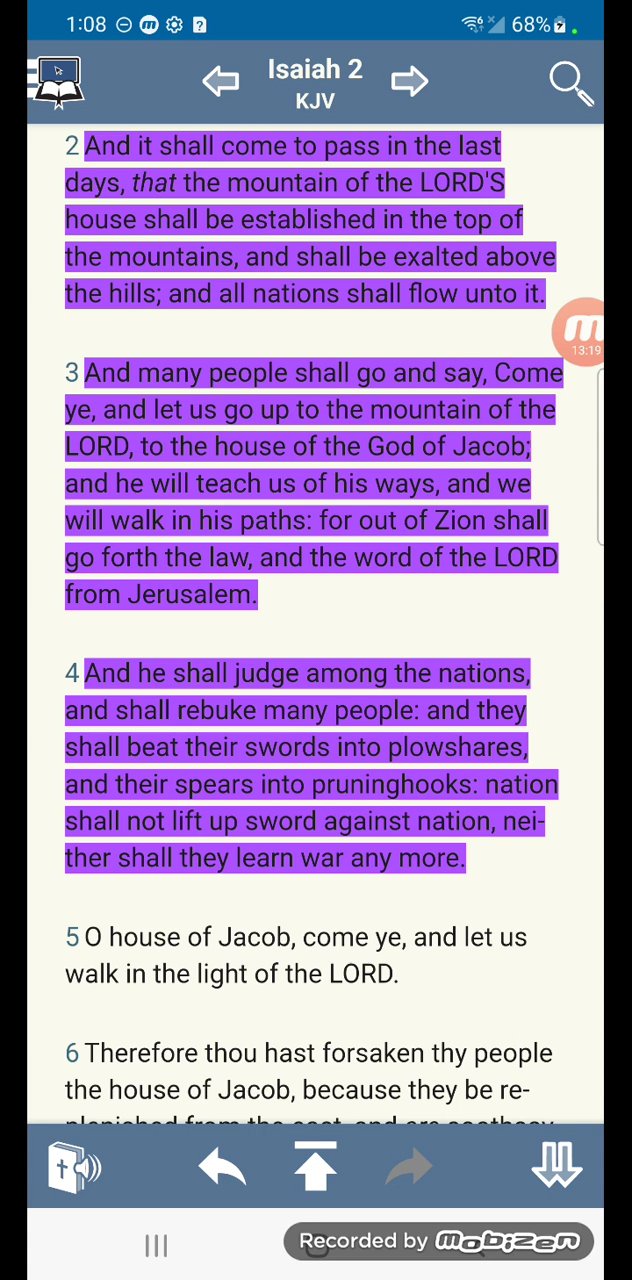 1:08 m ? 6 68%
Isaiah 2
KJV
2 And it shall come to pass in the last
days, that the mountain of the LORD'S
house shall be established in the top of
the mountains, and shall be exalted above
the hills; and all nations shall flow unto it.
m
13:19
3 And many people shall go and say, Come
ye, and let us go up to the mountain of the
LORD, to the house of the God of Jacob;
and he will teach us of his ways, and we
will walk in his paths: for out of Zion shall
go forth the law, and the word of the LORD
from Jerusalem.
4 And he shall judge among the nations,
and shall rebuke many people: and they
shall beat their swords into plowshares,
and their spears into pruninghooks: nation
shall not lift up sword against nation, nei-
ther shall they learn war any more.
5 O house of Jacob, come ye, and let us
walk in the light of the LORD.
6 Therefore thou hast forsaken thy people
the house of Jacob, because they be re-
plenished from the east, and are soothsay
Recorded by mobizen